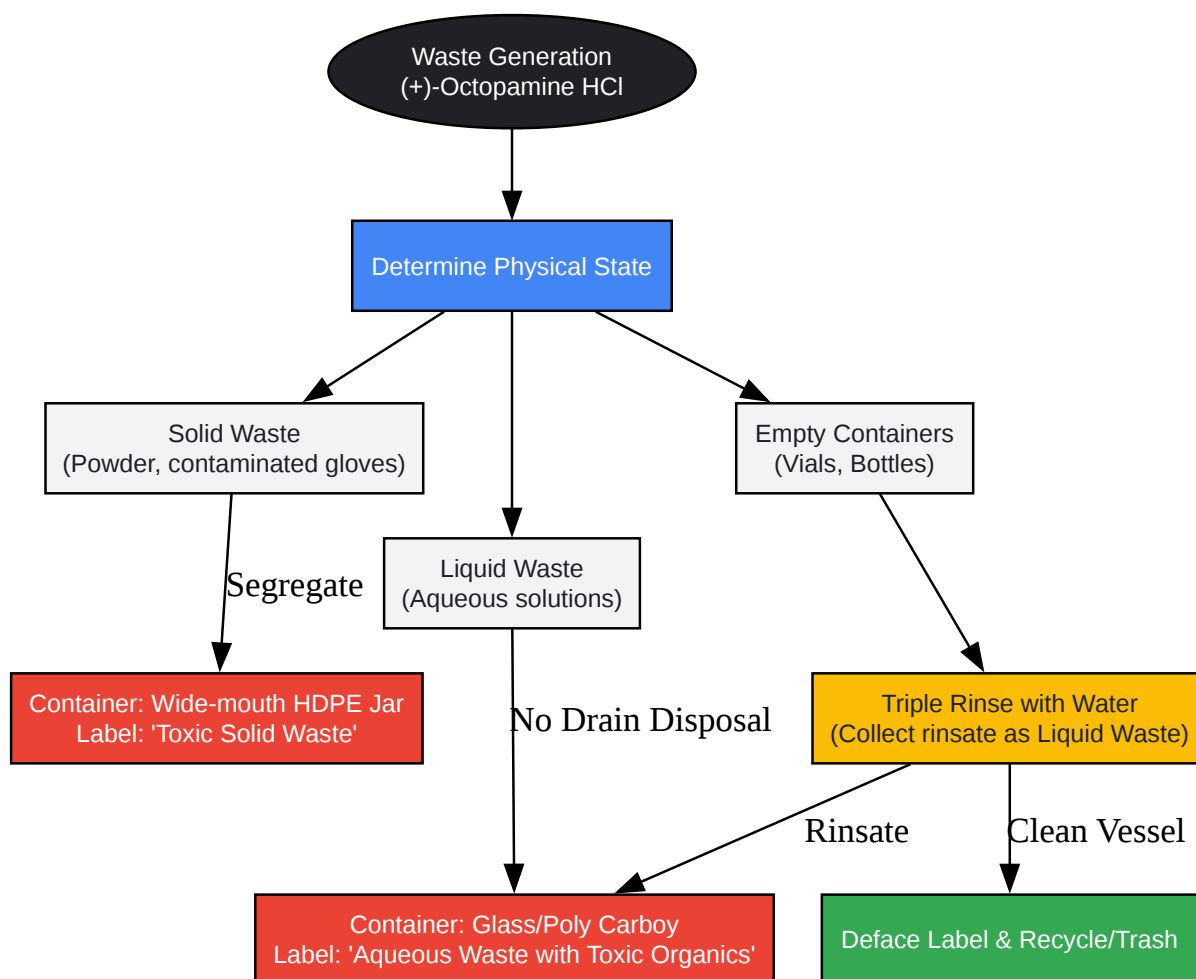 Waste Generation
(+)-Octopamine HCl
Determine Physical State
Solid Waste
(Powder, contaminated gloves)
Empty Containers
(Vials, Bottles)
Liquid Waste
(Aqueous solutions)
Segregate
Container: Wide-mouth HDPE Jar
Label: 'Toxic Solid Waste'
No Drain Disposal
Triple Rinse with Water
(Collect rinsate as Liquid Waste)
Rinsate
Clean Vessel
Container: Glass/Poly Carboy
Label: 'Aqueous Waste with Toxic Organics'
Deface Label & Recycle/Trash